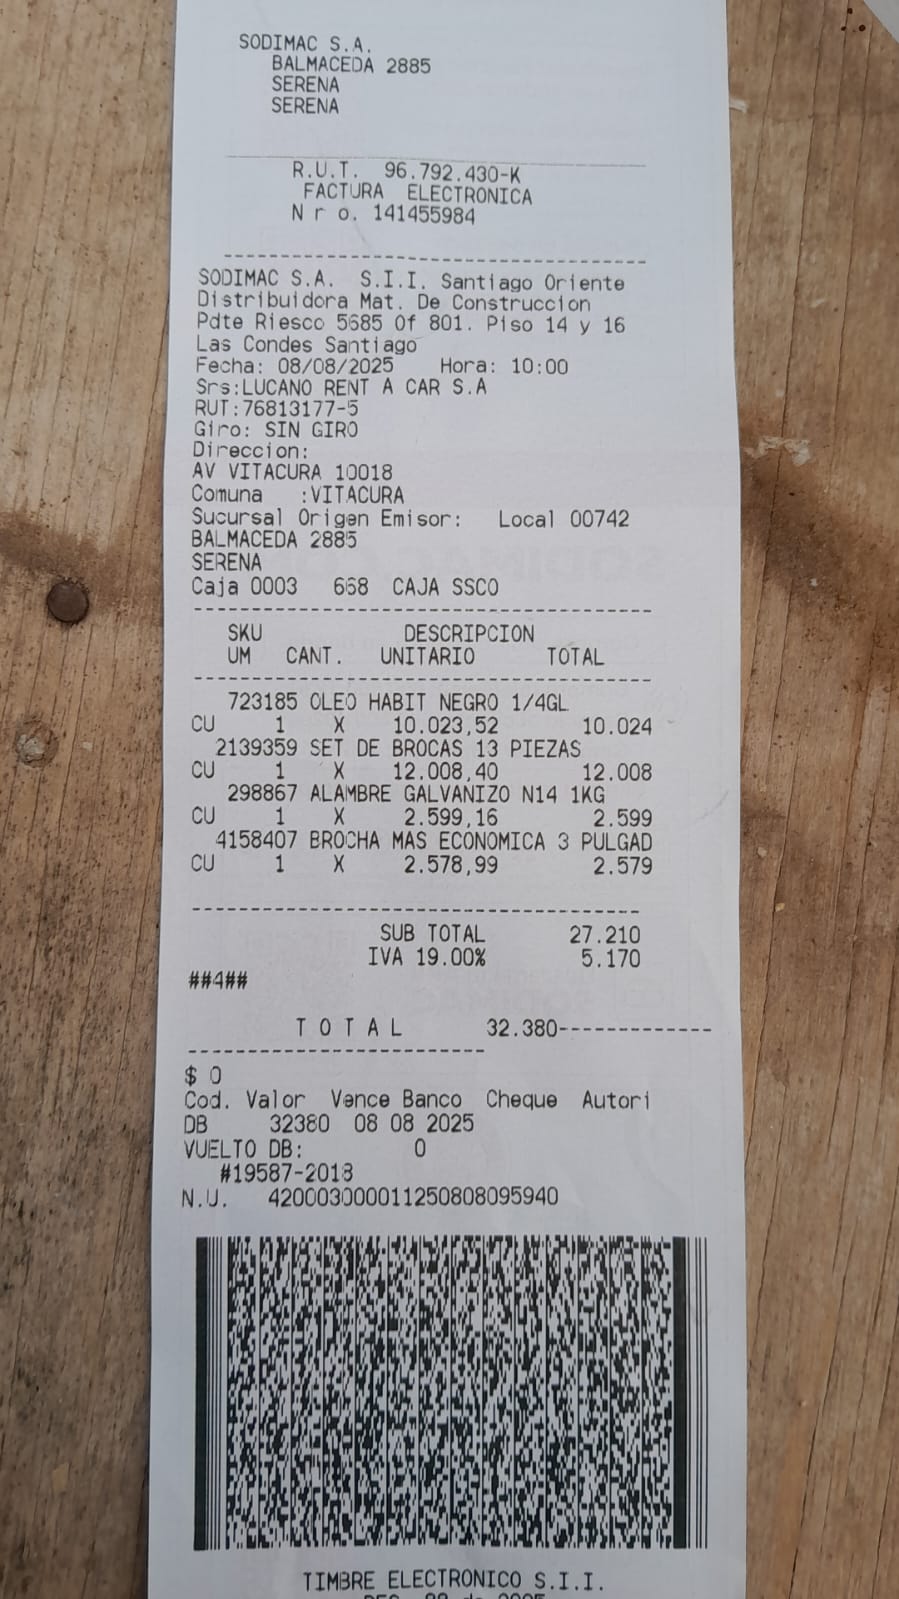 SODIMAC S.A.
BALMACEDA 2885
SERENA
SERENA
R.U.T. 96.792.430-K
FACTURA ELECTRONICA
N r o. 141455984
SODIMAC S.A. S.I.I. Santiago Oriente
Distribuidora Mat. De Construccion
Pdte Riesco 5685 Of 801. Piso 14 y 16
Las Condes Santiago
Fecha: 08/08/2025 Hora: 10:00
Srs:LUCANO RENT A CAR S.A
RUT:76813177-5
Giro: SIN GIRO
Direccion:
AV VITACURA 10018
Comuna :VITACURA
Sucursal Origen Emisor: Local 00742
BALMACEDA 2885
SERENA
Caja 0003 668 CAJA SSCO
SKU DESCRIPCION
UM CANT. UNITARIO TOTAL
723185 OLEO HABIT NEGRO 1/4GL
CU 1 X 10.023,52 10.024
2139359 SET DE BROCAS 13 PIEZAS
CU 1 X 12.008,40 12.008
298867 ALAMBRE GALVANIZO N14 1KG
CU 1 X 2.599,16 2.599
4158407 BROCHA MAS ECONOMICA 3 PULGAD
CU 1 X 2.578,99 2.579
SUB TOTAL 27.210
IVA 19.00% 5.170
##4##
T O T A L 32.380-------------
$ 0
Cod. Valor Vence Banco Cheque Autori
DB 32380 08 08 2025
VUELTO DB: 0
#19587-2018
N.U. 420003000011250808095940
TIMBRE ELECTRONICO S.I.I.